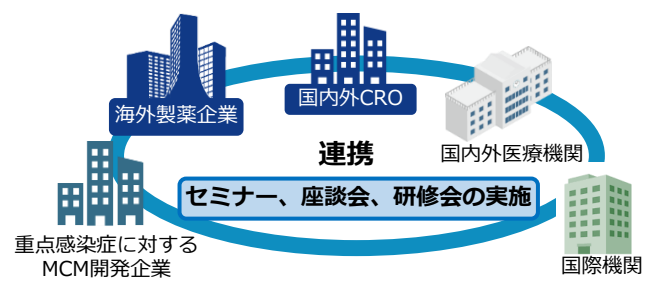 国内外CRO
海外製薬企業
連携
国内外医療機関
セミナー、座談会、研修会の実施
重点感染症に対する
MCM開発企業
国際機関